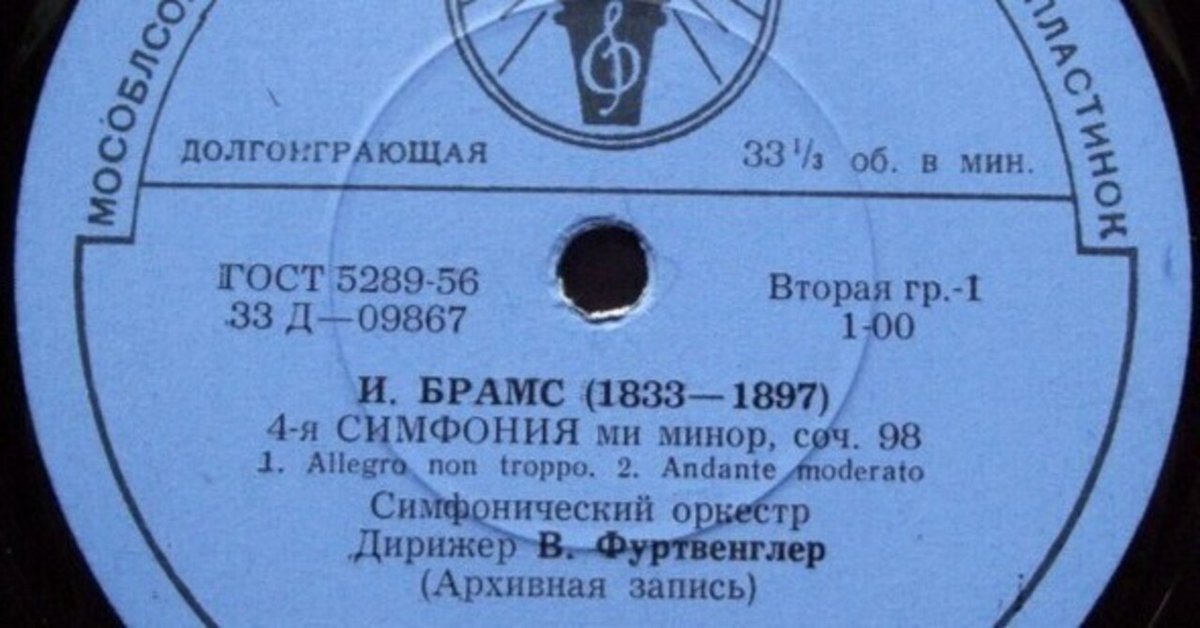 МОСОБЛСО
ПЛАСТИНОК
ДОЛГОИГРАЮЩАЯ
33⅓ об. в мин.
ГОСТ 5289-56
33 Д—09867
Вторая гр.-1
1-00
И. БРАМС (1833—1897)
4-я СИМФОНИЯ ми минор, соч. 98
1. Allegro non troppo. 2. Andante moderato
Симфонический оркестр
Дирижер В. Фуртвенглер
(Архивная запись)